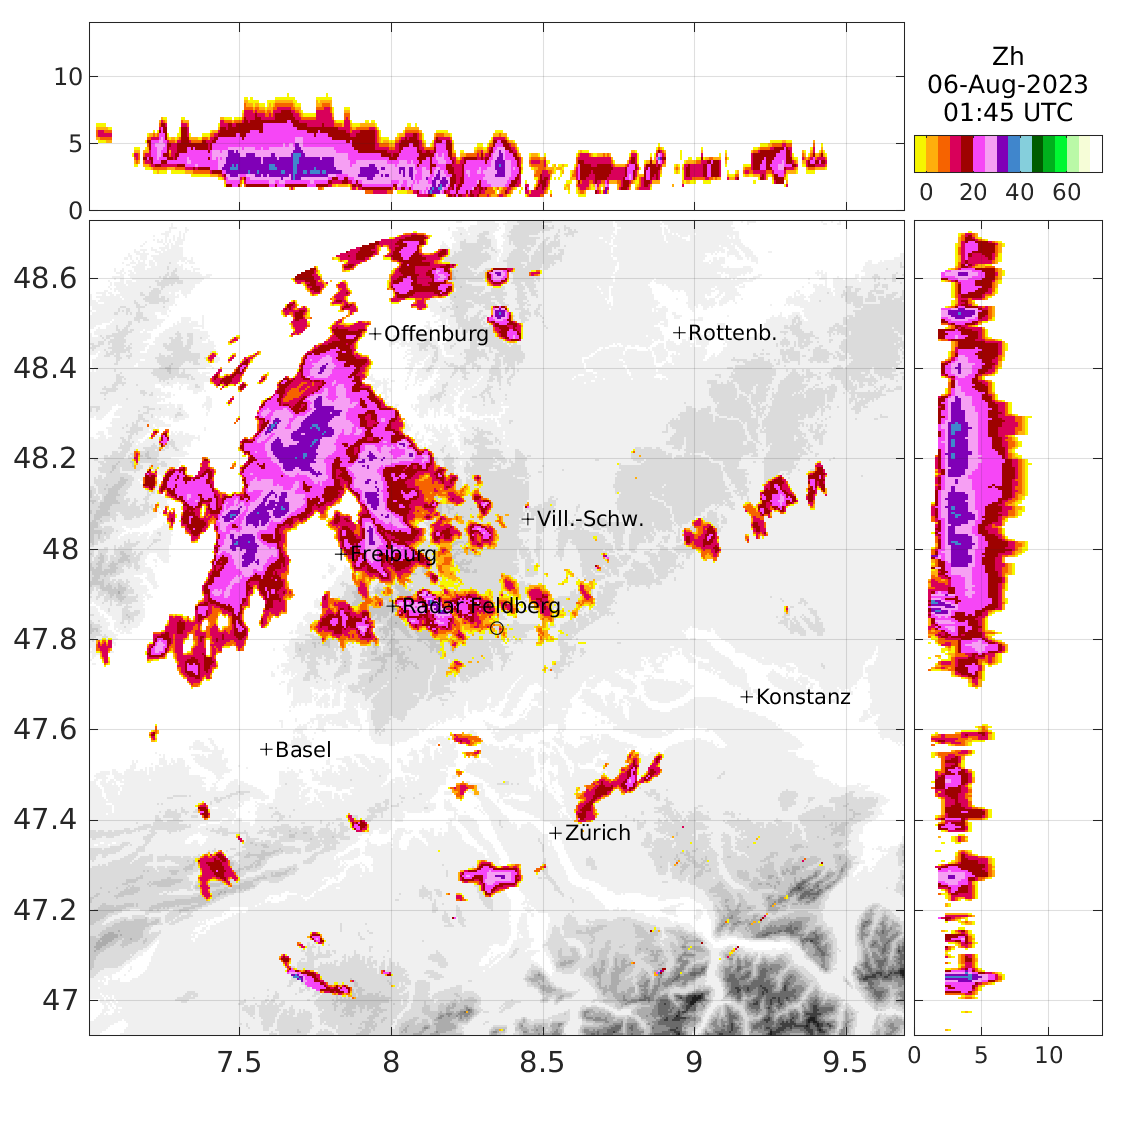 10
5
0
Zh
06-Aug-2023
01:45 UTC
0 20 40 60
48.6
48.4
48.2
48
47.8
47.6
47.4
47.2
47
+Offenburg
+Rottenb.
+Vill.-Schw.
+Freiburg
+Radar Feldberg
+Konstanz
+Basel
+Zürich
7.5 8 8.5 9 9.5
0 5 10